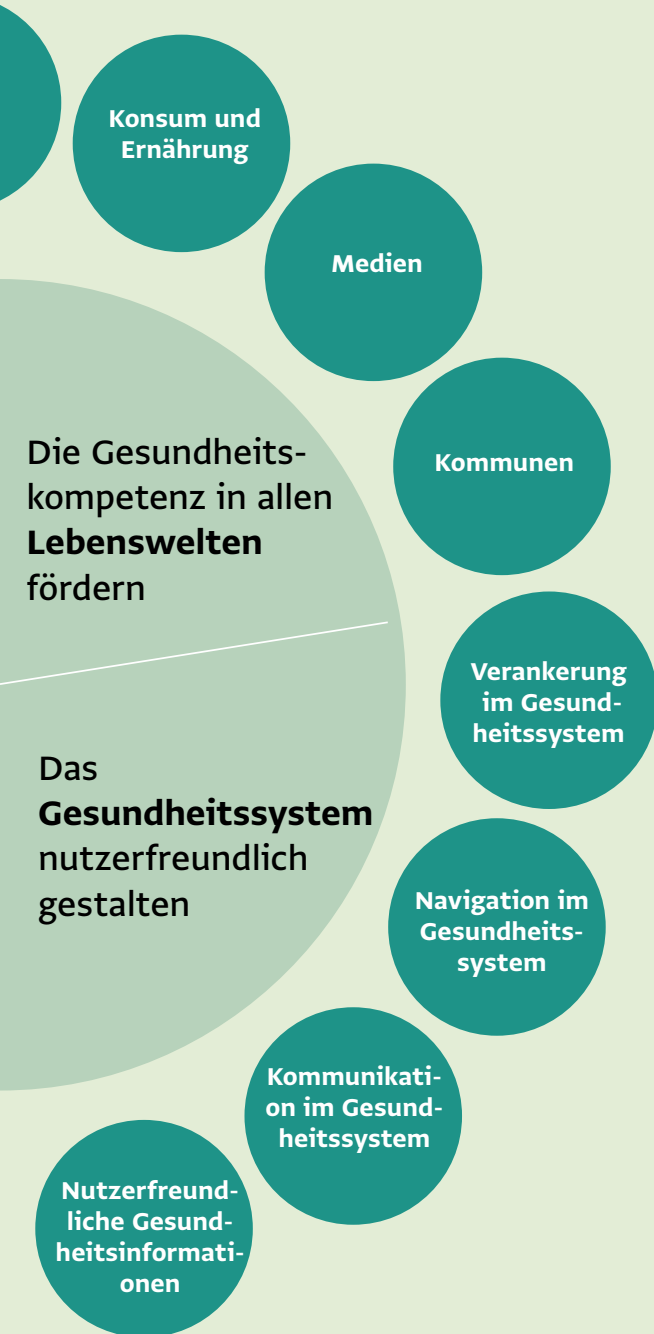 Konsum und
Ernährung
Medien
Kommunen
Die Gesundheits-
kompetenz in allen
Lebenswelten
fördern
Verankerung
im Gesund-
heitssystem
Das
Gesundheitssystem
nutzerfreundlich
gestalten
Navigation im
Gesundheits-
system
Kommunikati-
on im Gesund-
heitssystem
Nutzerfreund-
liche Gesund-
heitsinformati-
onen